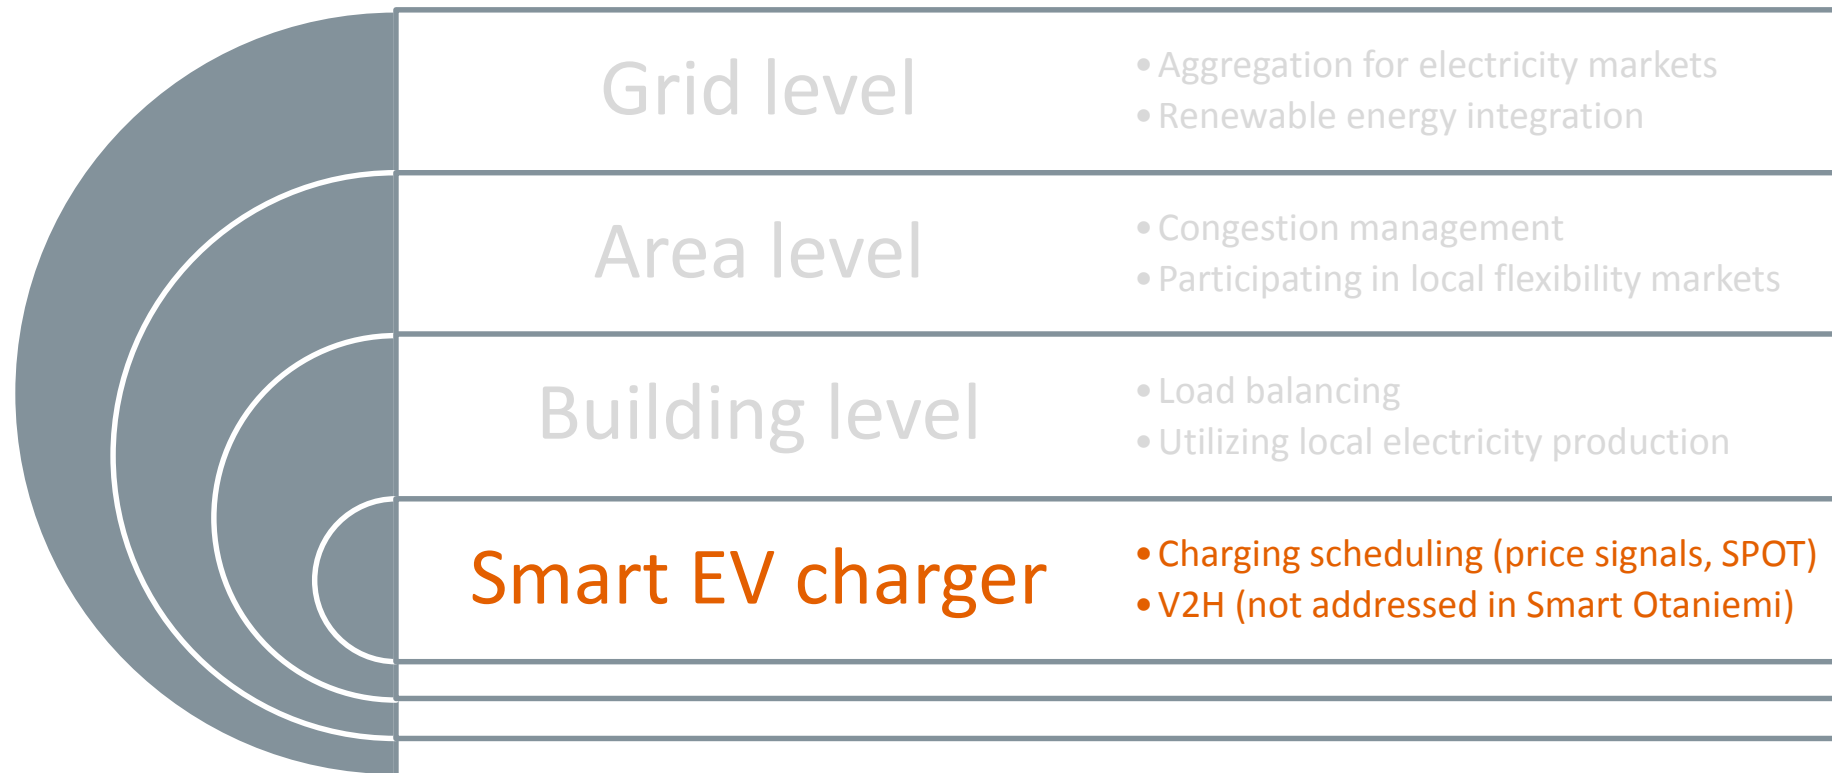 Grid level
• Aggregation for electricity markets
• Renewable energy integration
Area level
• Congestion management
• Participating in local flexibility markets
Building level
• Load balancing
• Utilizing local electricity production
Smart EV charger
• Charging scheduling (price signals, SPOT)
• V2H (not addressed in Smart Otaniemi)